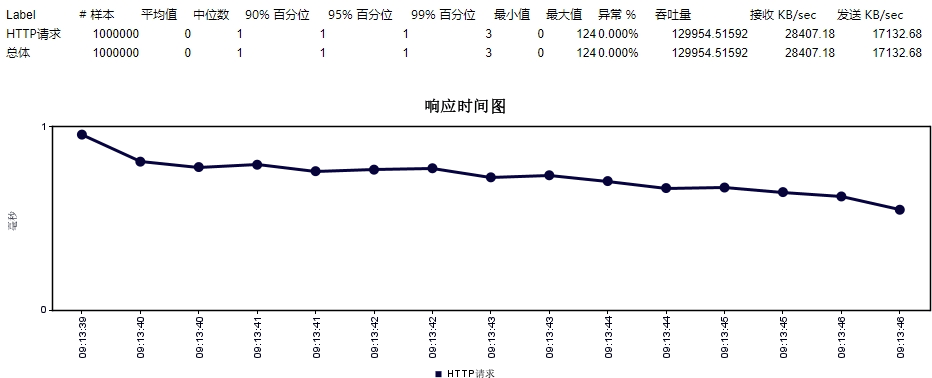 Label # 样本 平均值 中位数 90% 百分位 95% 百分位 99% 百分位 最小值 最大值 异常 % 吞吐量 接收 KB/sec 发送 KB/sec
HTTP请求 1000000 0 1 1 1 3 0 124 0.000% 129954.51592 28407.18 17132.68
总体 1000000 0 1 1 1 3 0 124 0.000% 129954.51592 28407.18 17132.68
响应时间图
1
毫秒
0
09:13:39 09:13:40 09:13:40 09:13:41 09:13:41 09:13:42 09:13:42 09:13:43 09:13:43 09:13:44 09:13:44 09:13:45 09:13:45 09:13:46 09:13:46
HTTP请求